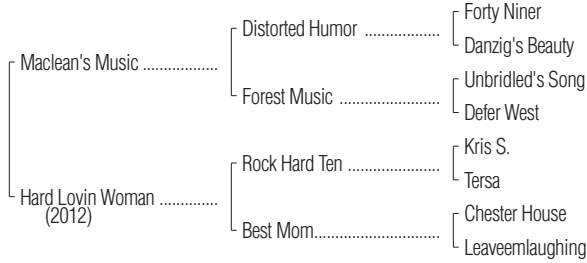 Forty Niner
Distorted Humor ..................
Danzig's Beauty
Maclean's Music ..................
Unbridled's Song
Forest Music ........................
Defer West
Kris S.
Rock Hard Ten ......................
Tersa
Hard Lovin Woman ..............
(2012)
Chester House
Best Mom..............................
Leaveemlaughing